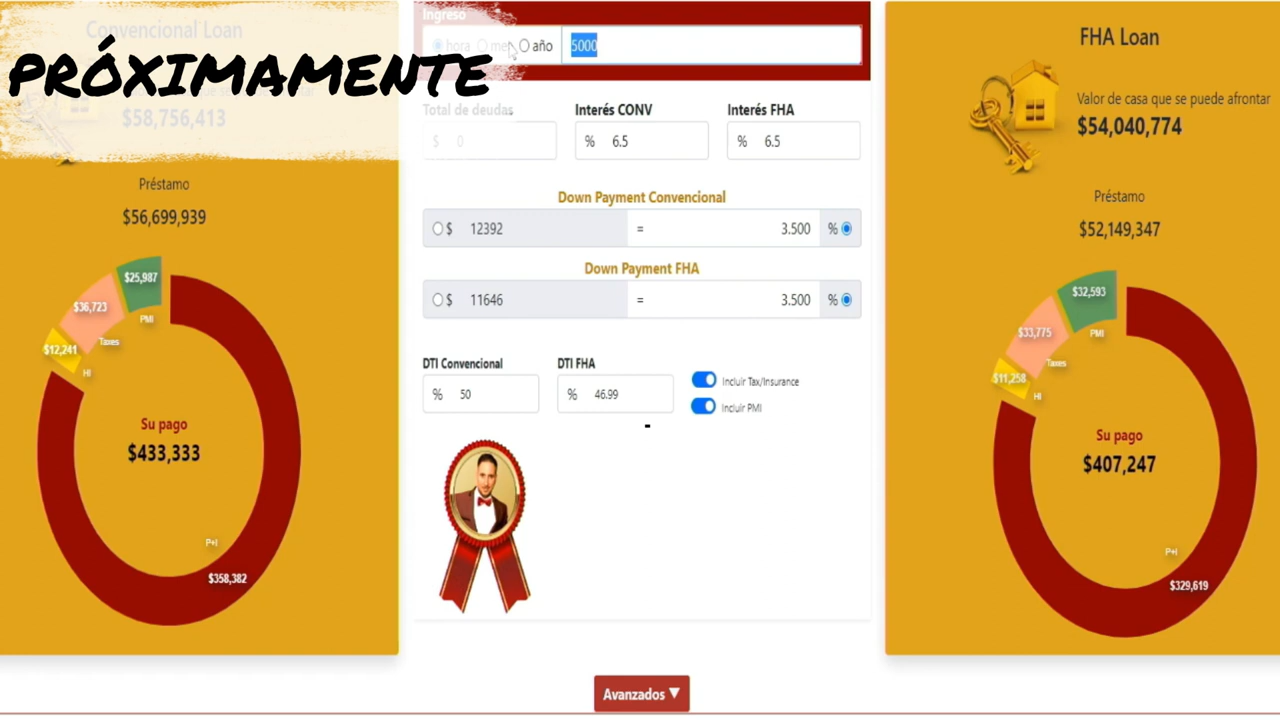 Convencional Loan
PRÓXIMAMENTE
$58,756,413
Préstamo
$56,699,939
$25,987
$36,723
PMI
Taxes
$12,241
HI
Su pago
$433,333
P+I
$358,382
Ingreso
hora
año
5000
Total de deudas
Interés CONV
Interés FHA
$ 0
% 6.5
% 6.5
Down Payment Convencional
$ 12392 = 3.500 %
Down Payment FHA
$ 11646 = 3.500 %
DTI Convencional
DTI FHA
% 50
% 46.99
Incluir Tax/Insurance
Incluir PMI
Avanzados ▼
FHA Loan
Valor de casa que se puede afrontar
$54,040,774
Préstamo
$52,149,347
$32,593
$33,775
PMI
Taxes
$11,258
HI
Su pago
$407,247
P+I
$329,619